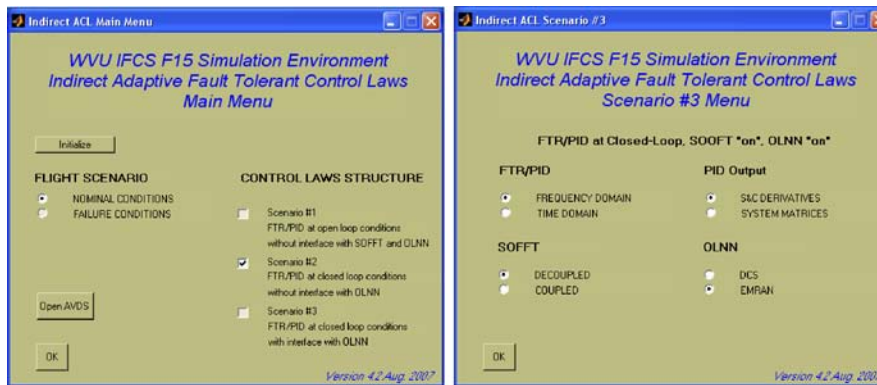 Indirect ACL Main Menu
WVU IFCS F15 Simulation Environment
Indirect Adaptive Fault Tolerant Control Laws
Main Menu
Initialize
FLIGHT SCENARIO
NOMINAL CONDITIONS
FAILURE CONDITIONS
CONTROL LAWS STRUCTURE
Scenario #1
FTR/PID at open loop conditions
without interface with SOFFT and OLNN
Scenario #2
FTR/PID at closed loop conditions
without interface with OLNN
Scenario #3
FTR/PID at closed loop conditions
with interface with OLNN
Open AVDS
OK
Version 4.2 Aug. 2007
Indirect ACL Scenario #3
WVU IFCS F15 Simulation Environment
Indirect Adaptive Fault Tolerant Control Laws
Scenario #3 Menu
FTR/PID at Closed-Loop, SOOFT "on", OLNN "on"
FTR/PID
FREQUENCY DOMAIN
TIME DOMAIN
PID Output
S&C DERIVATIVES
SYSTEM MATRICES
SOFFT
DECOUPLED
COUPLED
OLNN
DCS
EMRAN
OK
Version 4.2 Aug. 200